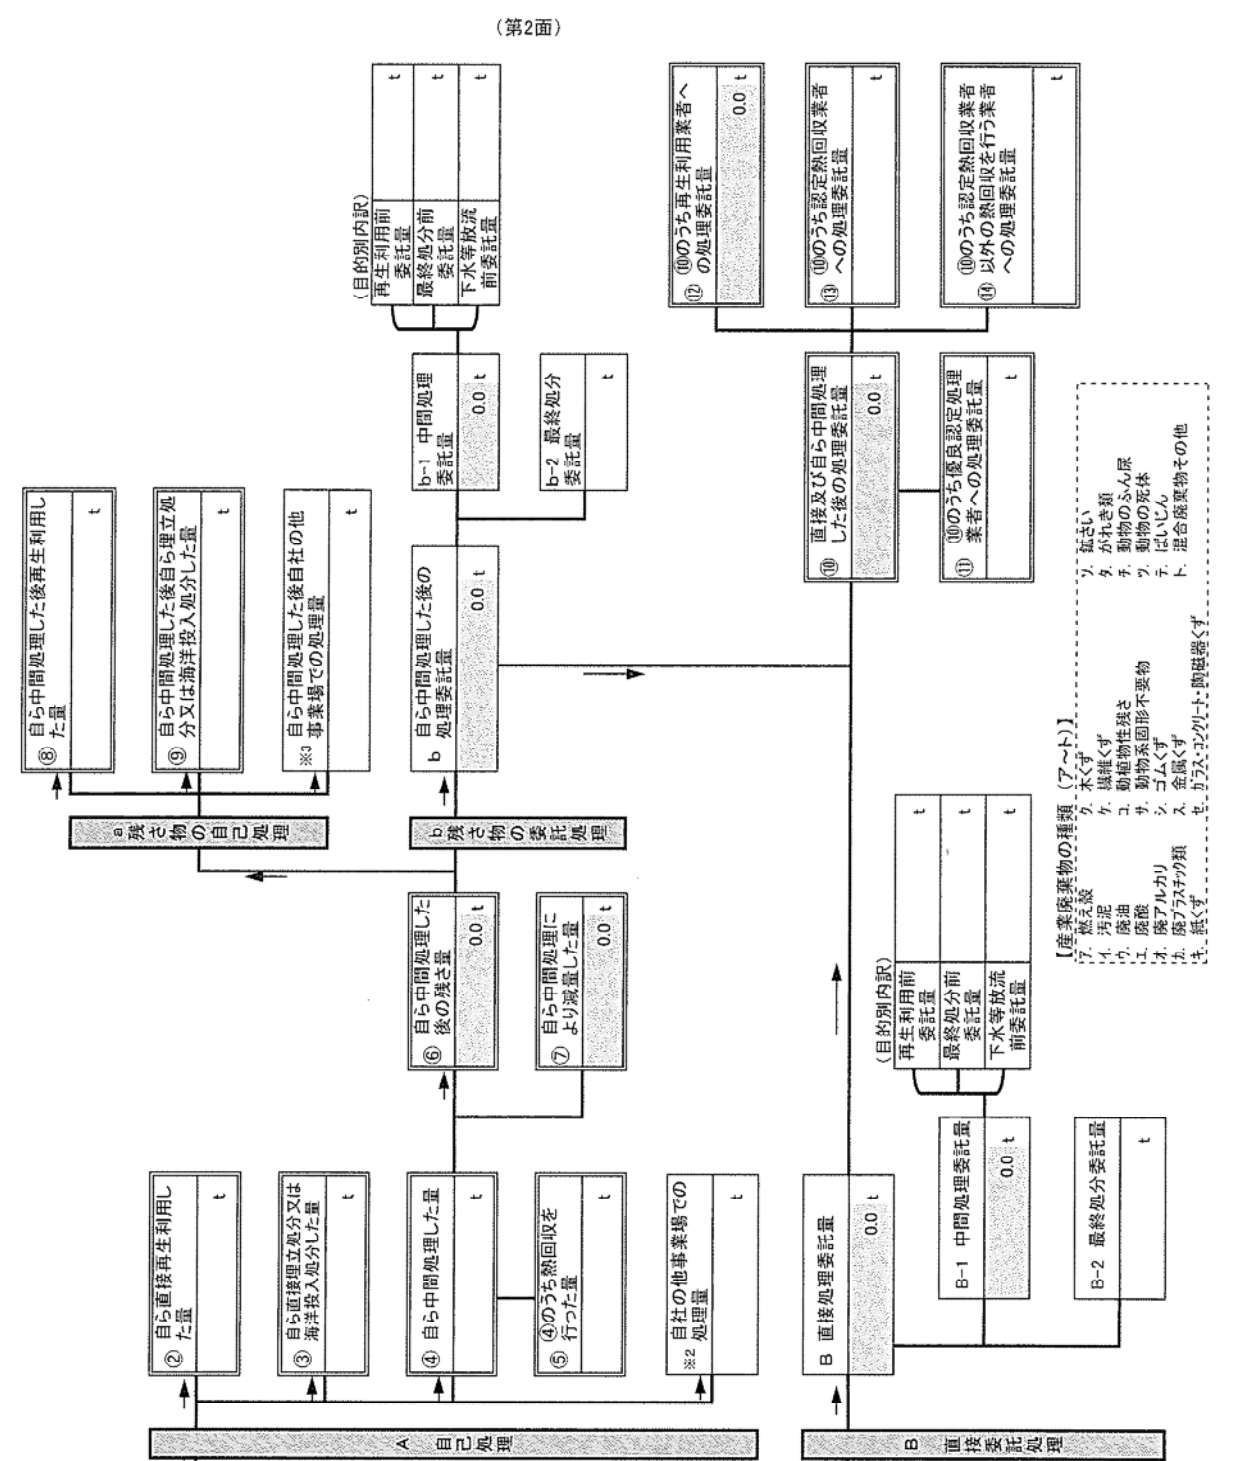 (第2面)
A 自己処理
② 自ら直接再生利用し
た量
t
③ 自ら直接埋立処分又は
海洋投入処分した量
t
④ 自ら中間処理した量
t
⑤ ④のうち熱回収を
行った量
t
※2 自社の他事業場での
処理量
t
⑥ 自ら中間処理した
後の残さ量
0.0 t
⑦ 自ら中間処理に
より減量した量
0.0 t
a 残さ物の自己処理
⑧ 自ら中間処理した後再生利用し
た量
t
⑨ 自ら中間処理した後自ら埋立処
分又は海洋投入処分した量
t
※3 自ら中間処理した後自社の他
事業場での処理量
t
b 残さ物の委託処理
b 自ら中間処理した後の
処理委託量
0.0 t
b-1 中間処理
委託量
0.0 t
b-2 最終処分
委託量
t
(目的別内訳)
再生利用前
委託量
t
最終処分前
委託量
t
下水等放流
前委託量
t
B 直接委託処理
B 直接処理委託量
0.0 t
B-1 中間処理委託量
0.0 t
B-2 最終処分委託量
t
(目的別内訳)
再生利用前
委託量
t
最終処分前
委託量
t
下水等放流
前委託量
t
⑩ 直接及び自ら中間処理
した後の処理委託量
0.0 t
⑪ ⑩のうち優良認定処理
業者への処理委託量
t
⑫ ⑩のうち再生利用業者へ
の処理委託量
0.0 t
⑬ ⑩のうち認定熱回収業者
への処理委託量
t
⑭ ⑩のうち認定熱回収業者
以外の熱回収を行う業者
への処理委託量
t
【産業廃棄物の種類 (ア~ト)】
ア. 燃え殻
イ. 汚泥
ウ. 廃油
エ. 廃酸
オ. 廃アルカリ
カ. 廃プラスチック類
キ. 紙くず
ク. 木くず
ケ. 繊維くず
コ. 動植物性残さ
サ. 動物系固形不要物
シ. ゴムくず
ス. 金属くず
セ. ガラス・コンクリート・陶磁器くず
ソ. 鉱さい
タ. がれき類
チ. 動物のふん尿
ツ. 動物の死体
テ. ばいじん
ト. 混合廃棄物その他